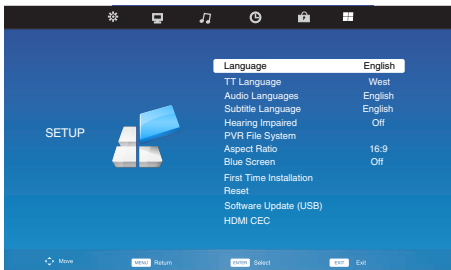 Language English
TT Language West
Audio Languages English
Subtitle Language English
Hearing Impaired Off
PVR File System
SETUP
Aspect Ratio 16:9
Blue Screen Off
First Time Installation
Reset
Software Update (USB)
HDMI CEC
Move MENU Return ENTER Select EXIT Exit